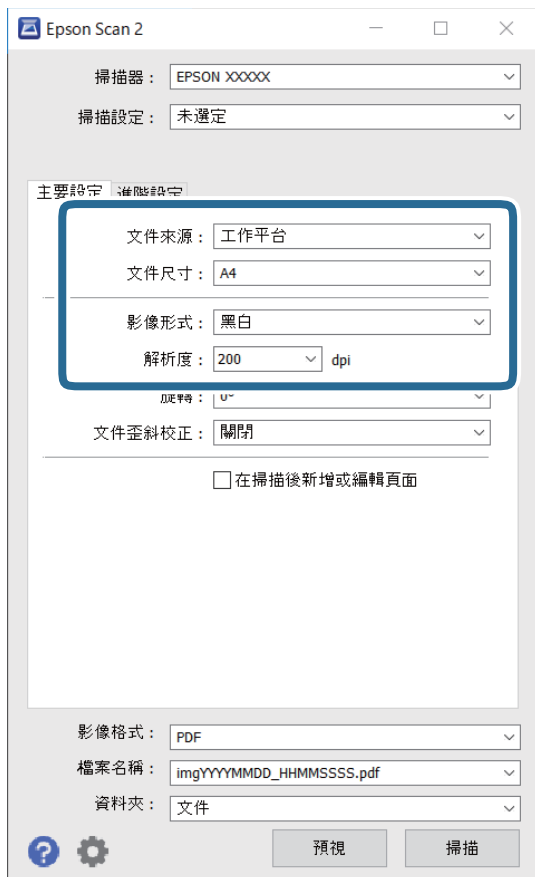 Epson Scan 2
掃描器： EPSON XXXXX
掃描設定： 未選定
主要設定 進階設定
文件來源： 工作平台
文件尺寸： A4
影像形式： 黑白
解析度： 200 dpi
旋轉： 0°
文件歪斜校正： 關閉
在掃描後新增或編輯頁面
影像格式： PDF
檔案名稱： imgYYYYMMDD_HHMMSSSS.pdf
資料夾： 文件
預視 掃描